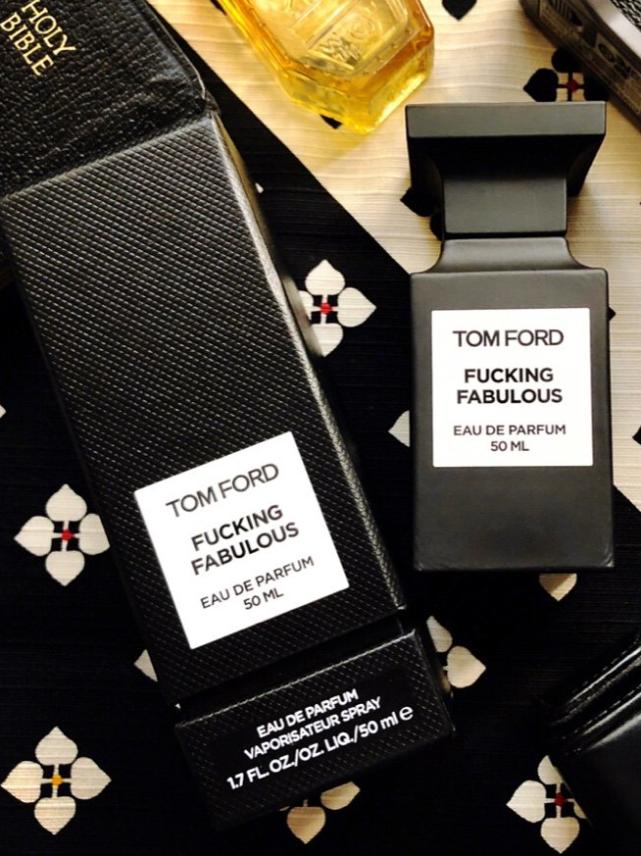 HOLY
BIBLE
TOM FORD
FUCKING
FABULOUS
EAU DE PARFUM
50 ML
TOM FORD
FUCKING
FABULOUS
EAU DE PARFUM
50 ML
EAU DE PARFUM
VAPORISATEUR SPRAY
1.7 FL. OZ./OZ. LIQ./50 ml ℮